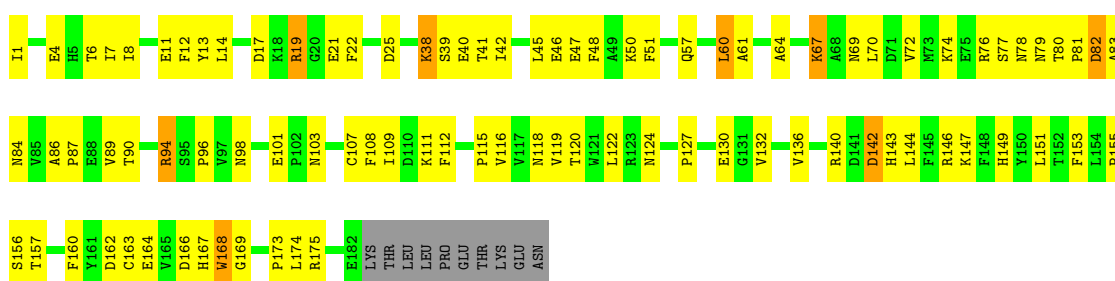 I1 E4 H5 T6 I7 I8 E11 F12 Y13 L14 D17 K18 R19 G20 E21 F22 D25 K38 S39 E40 T41 I42 L45 E46 E47 F48 A49 K50 F51 Q57 L60 A61 A64 K67 A68 N69 L70 D71 V72 M73 K74 E75 R76 S77 N78 N79 T80 P81 D82 A83
N84 V85 A86 P87 E88 V89 T90 R94 S95 P96 V97 N98 E101 P102 N103 C107 F108 I109 D110 K111 F112 P115 V116 V117 N118 V119 T120 W121 L122 R123 N124 P127 E130 G131 V132 V136 R140 D141 D142 H143 L144 F145 R146 K147 F148 H149 Y150 L151 T152 F153 L154 P155
S156 T157 F160 Y161 D162 C163 E164 V165 D166 H167 W168 G169 P173 L174 R175 E182 LYS THR LEU LEU PRO GLU THR LYS GLU ASN